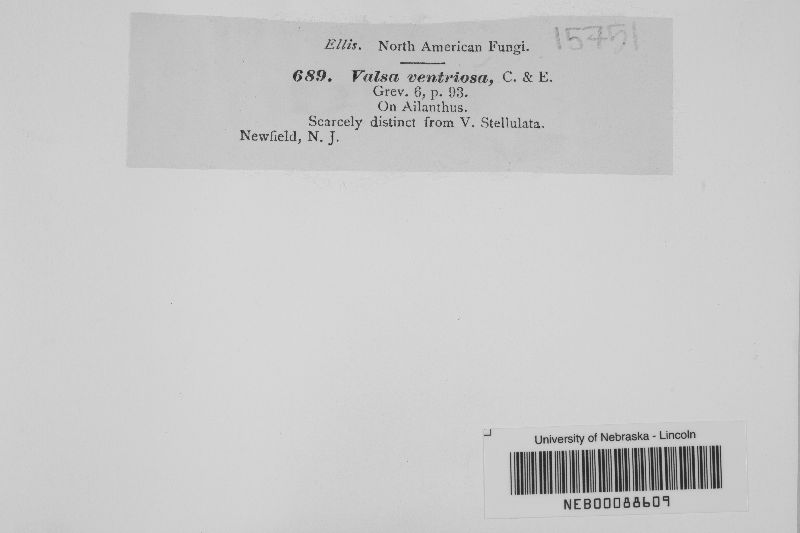 Ellis. North American Fungi. 15751
689. Valsa ventriosa, C. & E.
Grev. 6, p. 93.
On Ailanthus.
Scarcely distinct from V. Stellulata.
Newfield, N. J.
University of Nebraska - Lincoln
NEB00088609